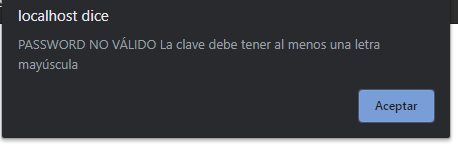 localhost dice
PASSWORD NO VÁLIDO La clave debe tener al menos una letra
mayúscula
Aceptar